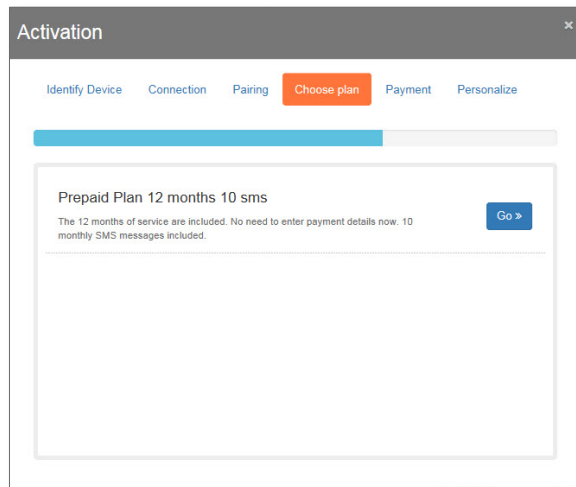 Activation
×
Identify Device Connection Pairing Choose plan Payment Personalize
Prepaid Plan 12 months 10 sms
The 12 months of service are included. No need to enter payment details now. 10
monthly SMS messages included.
Go »